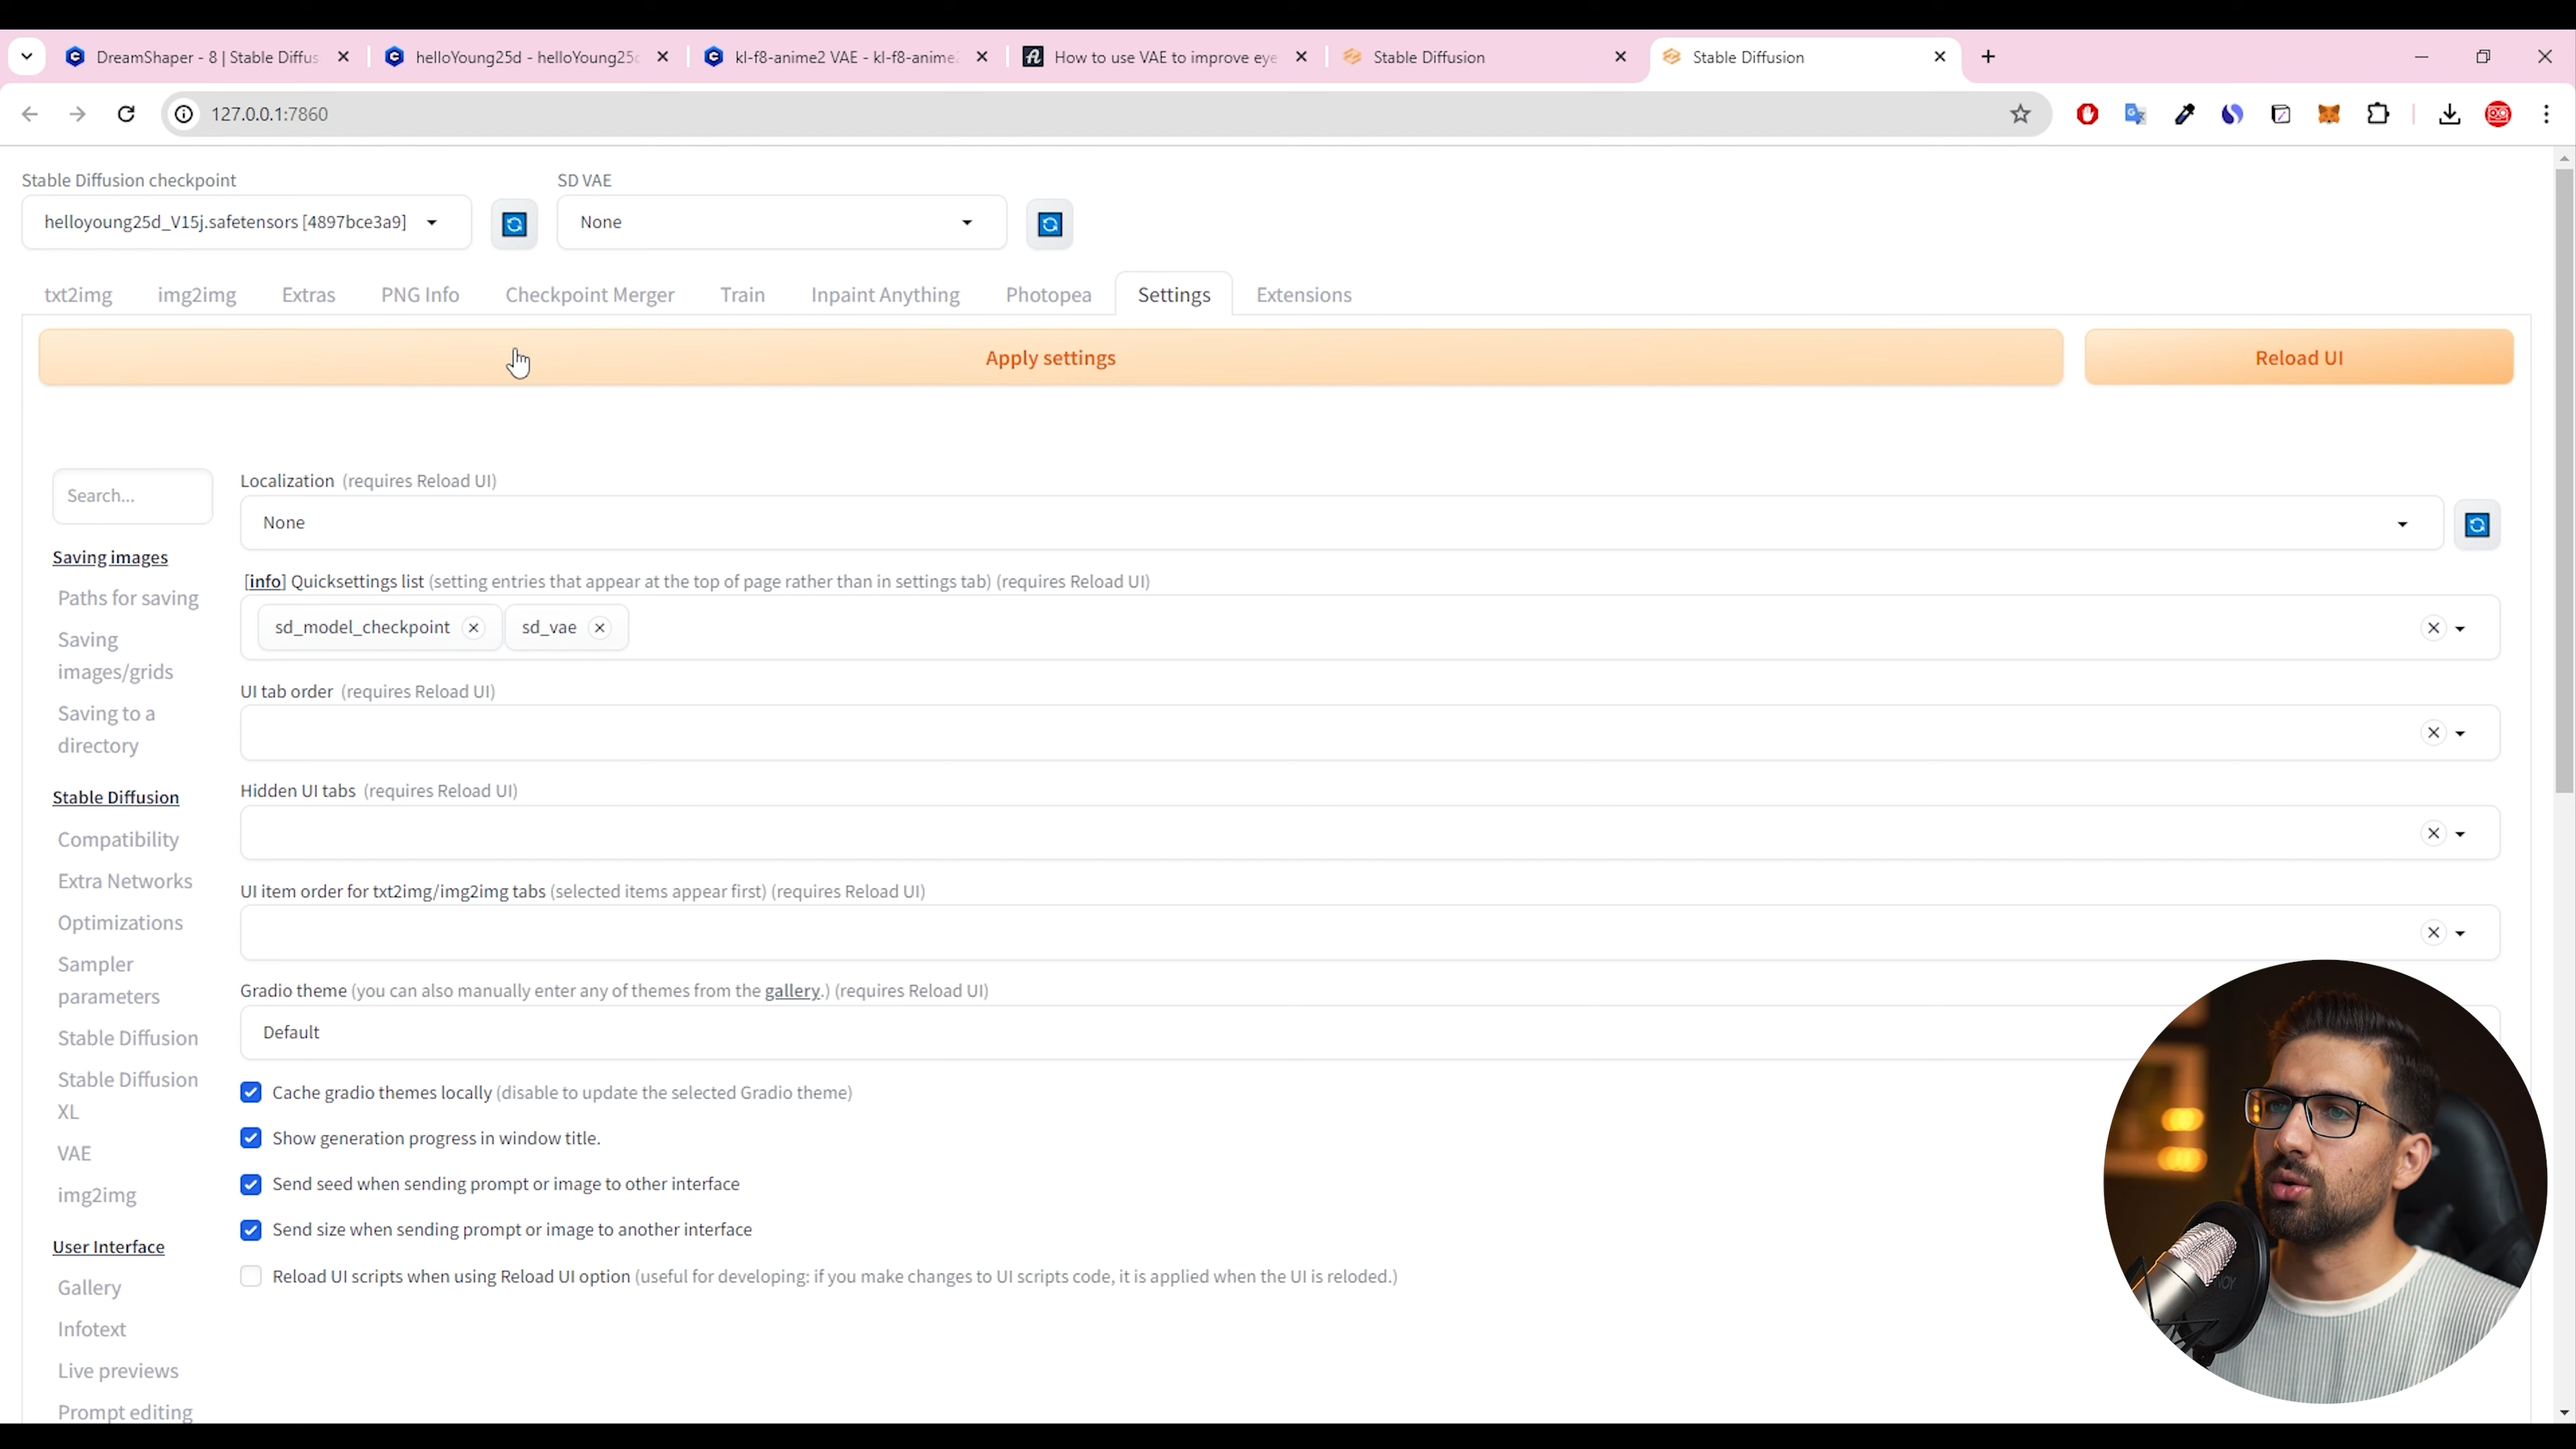 DreamShaper - 8 | Stable Diffus
helloYoung25d - helloYoung25d
kl-f8-anime2 VAE - kl-f8-anime2
How to use VAE to improve eye
Stable Diffusion
Stable Diffusion
127.0.0.1:7860
Stable Diffusion checkpoint
SD VAE
helloyoung25d_V15j.safetensors [4897bce3a9]
None
txt2img
img2img
Extras
PNG Info
Checkpoint Merger
Train
Inpaint Anything
Photopea
Settings
Extensions
Apply settings
Reload UI
Search...
Saving images
Paths for saving
Saving
images/grids
Saving to a
directory
Stable Diffusion
Compatibility
Extra Networks
Optimizations
Sampler
parameters
Stable Diffusion
Stable Diffusion
XL
VAE
img2img
User Interface
Gallery
Infotext
Live previews
Prompt editing
Localization (requires Reload UI)
None
[info] Quicksettings list (setting entries that appear at the top of page rather than in settings tab) (requires Reload UI)
sd_model_checkpoint
sd_vae
UI tab order (requires Reload UI)
Hidden UI tabs (requires Reload UI)
UI item order for txt2img/img2img tabs (selected items appear first) (requires Reload UI)
Gradio theme (you can also manually enter any of themes from the gallery.) (requires Reload UI)
Default
Cache gradio themes locally (disable to update the selected Gradio theme)
Show generation progress in window title.
Send seed when sending prompt or image to other interface
Send size when sending prompt or image to another interface
Reload UI scripts when using Reload UI option (useful for developing: if you make changes to UI scripts code, it is applied when the UI is reloded.)